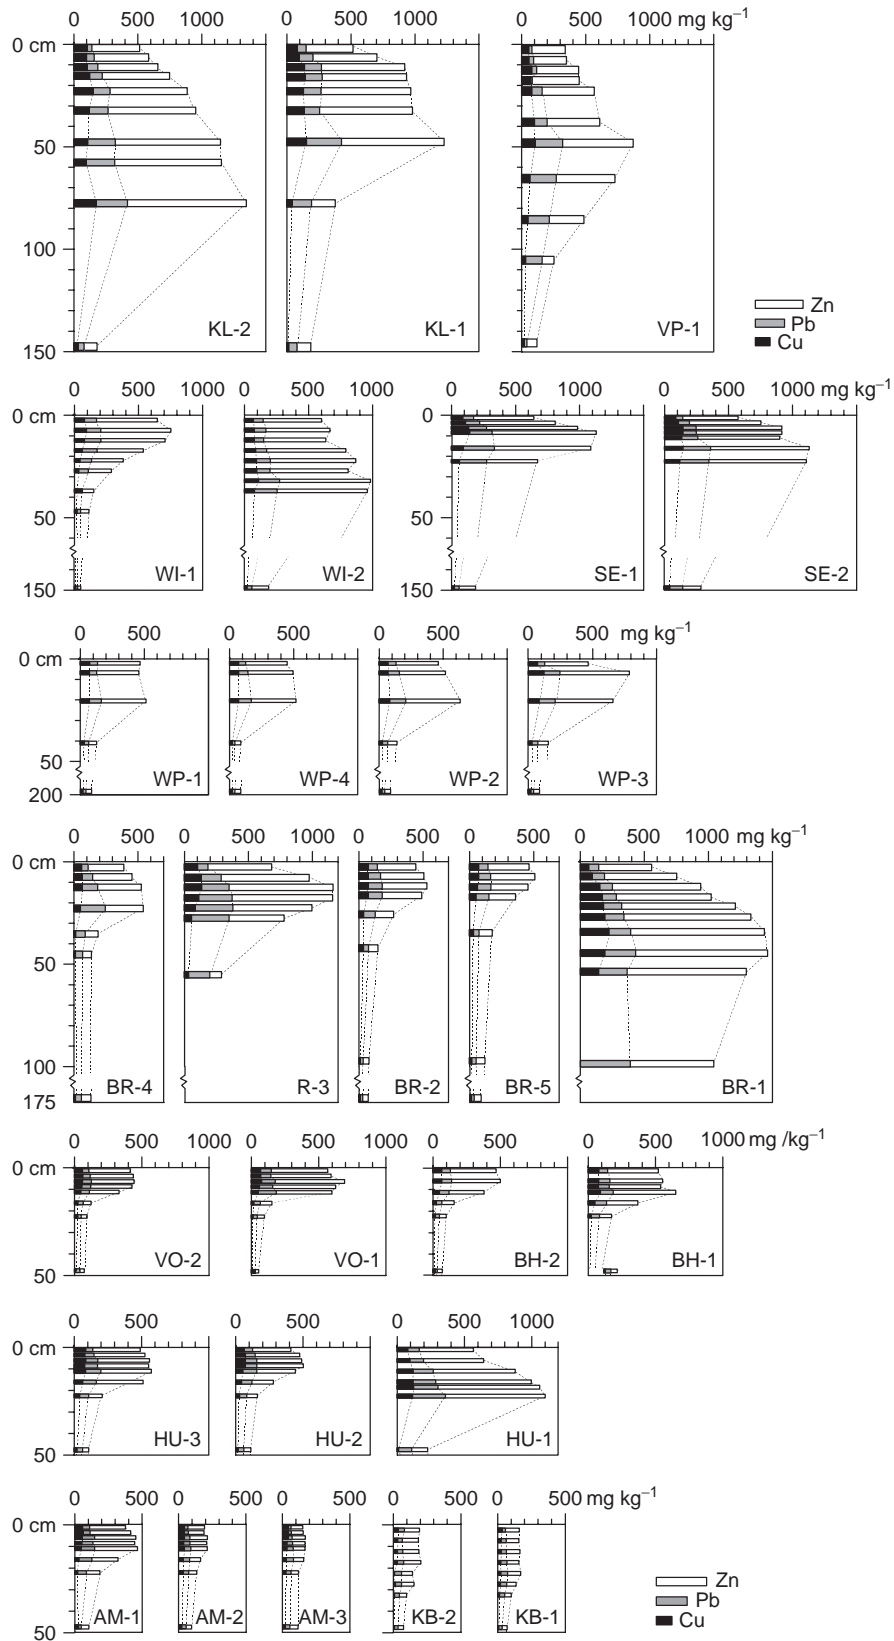 0 500 1000 0 500 1000 0 500 1000 mg kg⁻¹
0 cm
50
100
150
KL-2 KL-1 VP-1
Zn
Pb
Cu
0 500 1000 0 500 1000 0 500 1000 0 500 1000 mg kg⁻¹
0 cm 0
50 50
150 150
WI-1 WI-2 SE-1 SE-2
0 500 0 500 0 500 0 500 mg kg⁻¹
0 cm
50
200
WP-1 WP-4 WP-2 WP-3
0 500 0 500 1000 0 500 0 500 0 500 1000 mg kg⁻¹
0 cm
50
100
175
BR-4 R-3 BR-2 BR-5 BR-1
0 500 1000 0 500 1000 0 500 1000 0 500 1000 mg /kg⁻¹
0 cm
50
VO-2 VO-1 BH-2 BH-1
0 500 0 500 0 500 1000
0 cm
50
HU-3 HU-2 HU-1
0 500 0 500 0 500 0 500 0 500 mg kg⁻¹
0 cm
50
AM-1 AM-2 AM-3 KB-2 KB-1
Zn
Pb
Cu